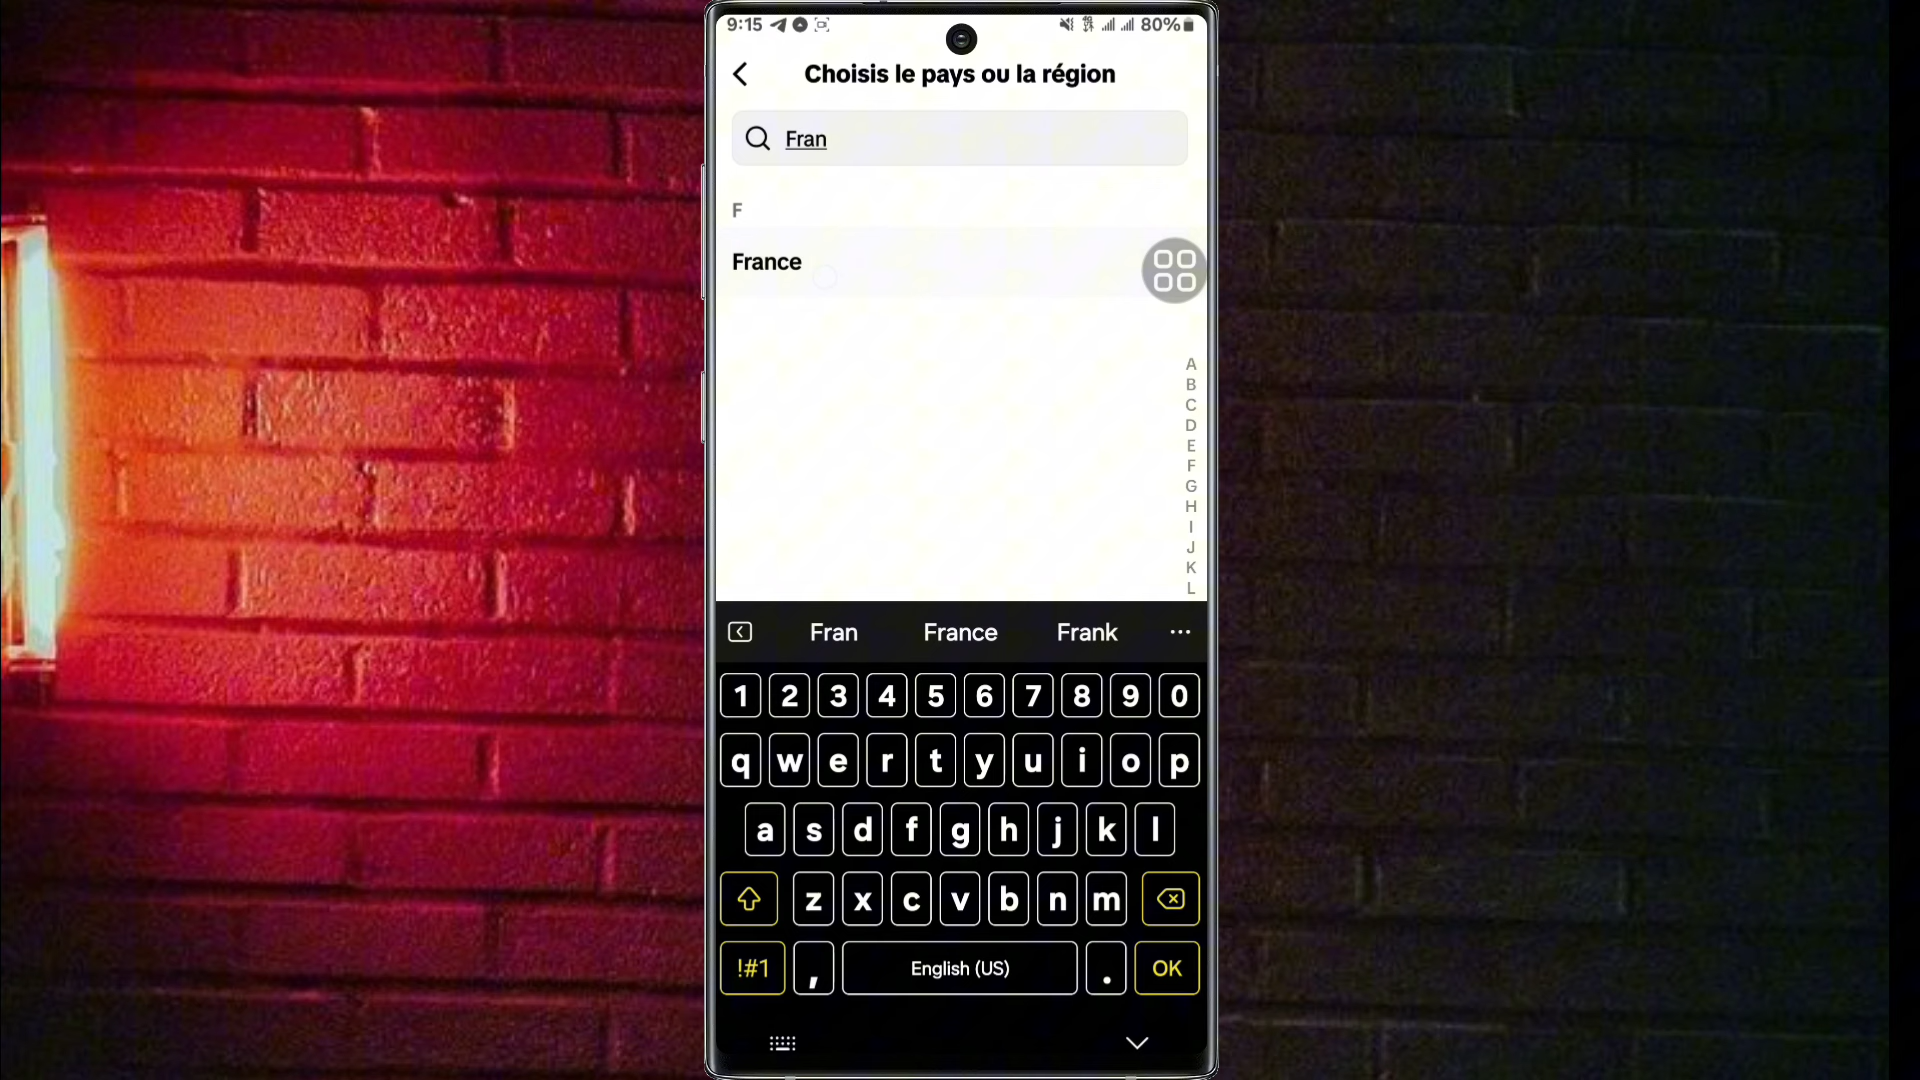 9:15 80%
Choisis le pays ou la région
Fran
F
France
A
B
C
D
E
F
G
H
I
J
K
L
Fran France Frank ...
1 2 3 4 5 6 7 8 9 0
q w e r t y u i o p
a s d f g h j k l
z x c v b n m
!#1 , English (US) . OK